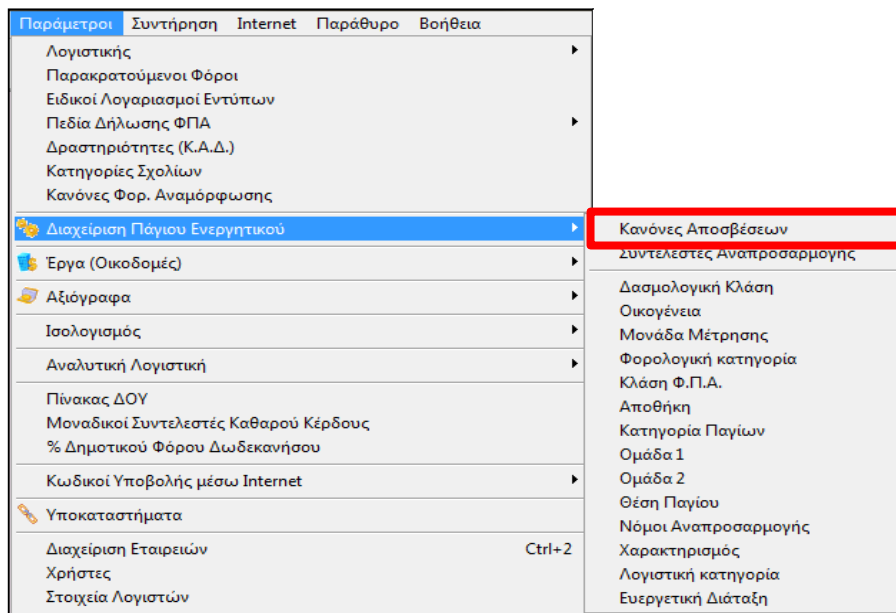 Παράμετροι Συντήρηση Internet Παράθυρο Βοήθεια
Λογιστικής
Παρακρατούμενοι Φόροι
Ειδικοί Λογαριασμοί Εντύπων
Πεδία Δήλωσης ΦΠΑ
Δραστηριότητες (Κ.Α.Δ.)
Κατηγορίες Σχολίων
Κανόνες Φορ. Αναμόρφωσης
Διαχείριση Πάγιου Ενεργητικού
Έργα (Οικοδομές)
Αξιόγραφα
Ισολογισμός
Αναλυτική Λογιστική
Πίνακας ΔΟΥ
Μοναδικοί Συντελεστές Καθαρού Κέρδους
% Δημοτικού Φόρου Δωδεκανήσου
Κωδικοί Υποβολής μέσω Internet
Υποκαταστήματα
Διαχείριση Εταιρειών Ctrl+2
Χρήστες
Στοιχεία Λογιστών
Κανόνες Αποσβέσεων
Συντελεστές Αναπροσαρμογής
Δασμολογική Κλάση
Οικογένεια
Μονάδα Μέτρησης
Φορολογική κατηγορία
Κλάση Φ.Π.Α.
Αποθήκη
Κατηγορία Παγίων
Ομάδα 1
Ομάδα 2
Θέση Παγίου
Νόμοι Αναπροσαρμογής
Χαρακτηρισμός
Λογιστική κατηγορία
Ευεργετική Διάταξη